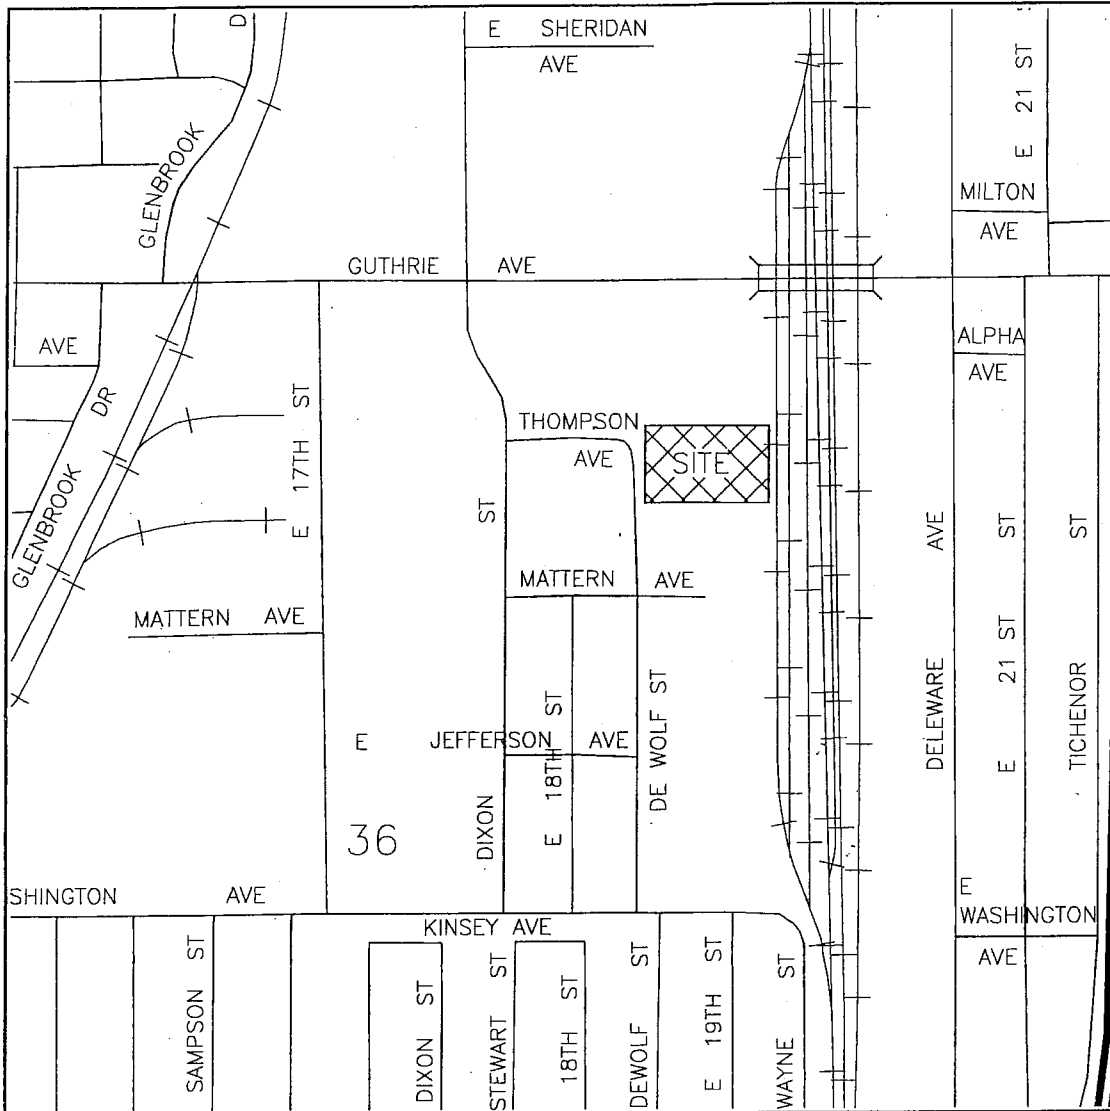 D
E SHERIDAN
AVE
E 21 ST
GLENBROOK
MILTON
AVE
GUTHRIE AVE
AVE
ALPHA
AVE
GLENBROOK DR
E 17TH ST
THOMPSON
AVE
SITE
ST
DELEWARE AVE
E 21 ST ST
TICHENOR ST
MATTERN AVE
MATTERN AVE
E JEFFERSON AVE
E 18TH ST
DE WOLF ST
DIXON
36
SHINGTON AVE
E
WASHINGTON
AVE
KINSEY AVE
SAMPSON ST
DIXON ST
STEWART ST
18TH ST
DEWOLF ST
E 19TH ST
WAYNE ST